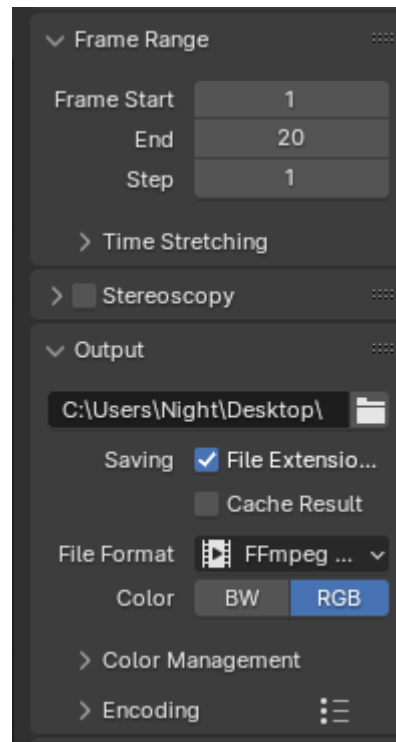 Frame Range
Frame Start 1
End 20
Step 1
Time Stretching
Stereoscopy
Output
C:\Users\Night\Desktop\
Saving File Extensio...
Cache Result
File Format FFmpeg ...
Color BW RGB
Color Management
Encoding